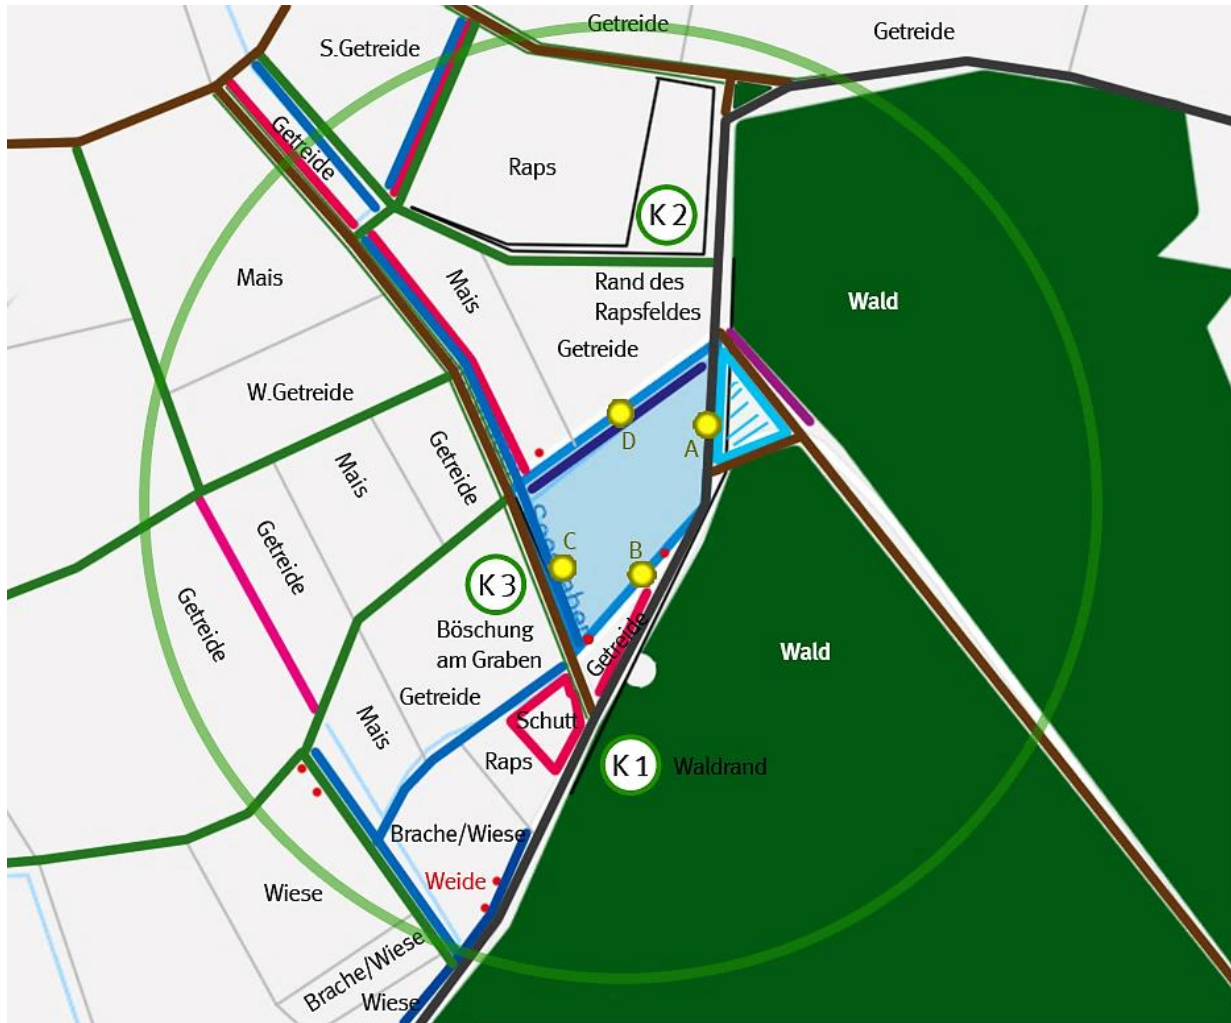 Getreide
Getreide
S.Getreide
Getreide
Raps
K 2
Mais
Mais
Rand des
Rapsfeldes
Wald
Getreide
W.Getreide
D
A
Getreide
Mais
Getreide
C
B
K 3
Getreide
Böschung
am Graben
Getreide
Wald
Getreide
Mais
Schutt
Raps
K 1
Waldrand
Brache/Wiese
Weide
Wiese
Brache/Wiese
Wiese